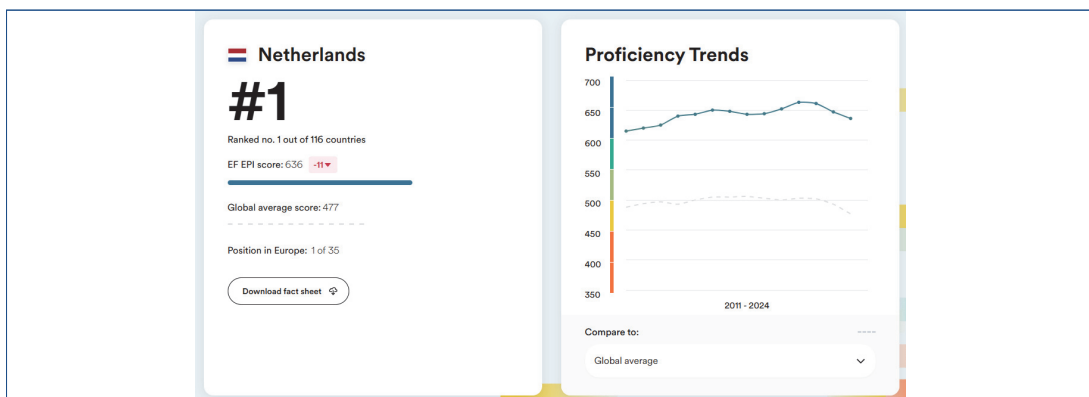 Netherlands
#1
Ranked no. 1 out of 116 countries
EF EPI score: 636 -11▼
Global average score: 477
Position in Europe: 1 of 35
Download fact sheet
Proficiency Trends
700
650
600
550
500
450
400
350
2011 - 2024
Compare to:
Global average